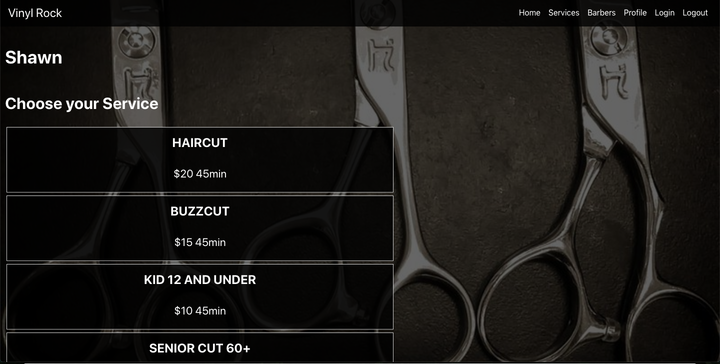 Vinyl Rock
Home Services Barbers Profile Login Logout
Shawn
Choose your Service
HAIRCUT
$20 45min
BUZZCUT
$15 45min
KID 12 AND UNDER
$10 45min
SENIOR CUT 60+